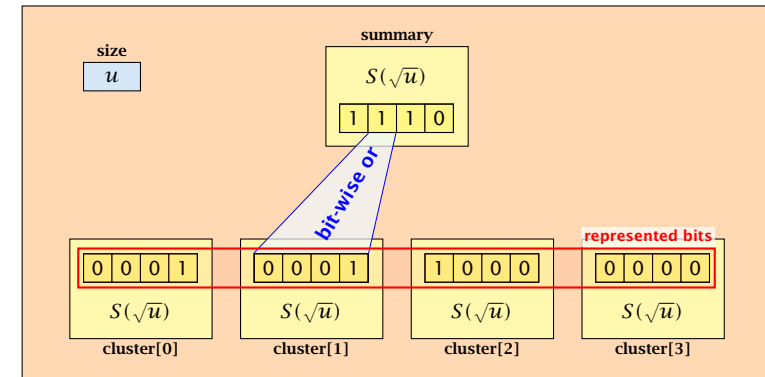 summary
size
u
S(√u)
1 1 1 0
bit-wise or
represented bits
0 0 0 1
0 0 0 1
1 0 0 0
0 0 0 0
S(√u)
S(√u)
S(√u)
S(√u)
cluster[0]
cluster[1]
cluster[2]
cluster[3]